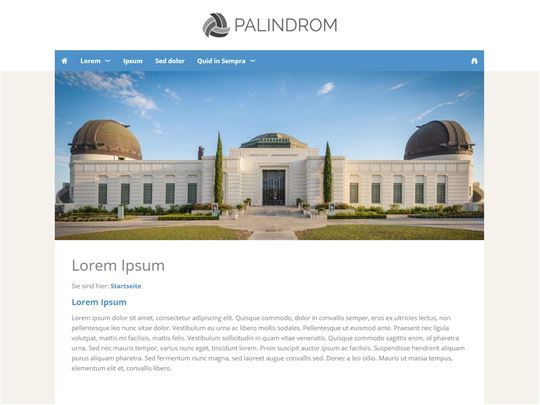 PALINDROM
Lorem Ipsum Sed dolor Quid in Sempra
GRIFFITH OBSERVATORY
Lorem Ipsum
Sie sind hier: Startseite
Lorem Ipsum
Lorem ipsum dolor sit amet, consectetur adipiscing elit. Quisque commodo, dolor in convallis semper, eros ex ultricies lectus, non
pellentesque leo nunc vitae dolor. Vestibulum eu urna ac libero mollis sodales. Pellentesque ut euismod ante. Praesent nec ligula
volutpat, mattis mi facilisis, mattis felis. Vestibulum sollicitudin in quam vitae venenatis. Quisque commodo sagittis enim, id pharetra
urna. Sed nec mauris tempor, varius nunc eget, tincidunt lorem. Proin suscipit auctor ipsum ac facilisis. Suspendisse hendrerit aliquam
purus aliquam pharetra. Sed fermentum nunc magna, sed laoreet augue convallis sed. Donec a leo odio. Mauris ut massa tempus,
elementum elit et, convallis libero.